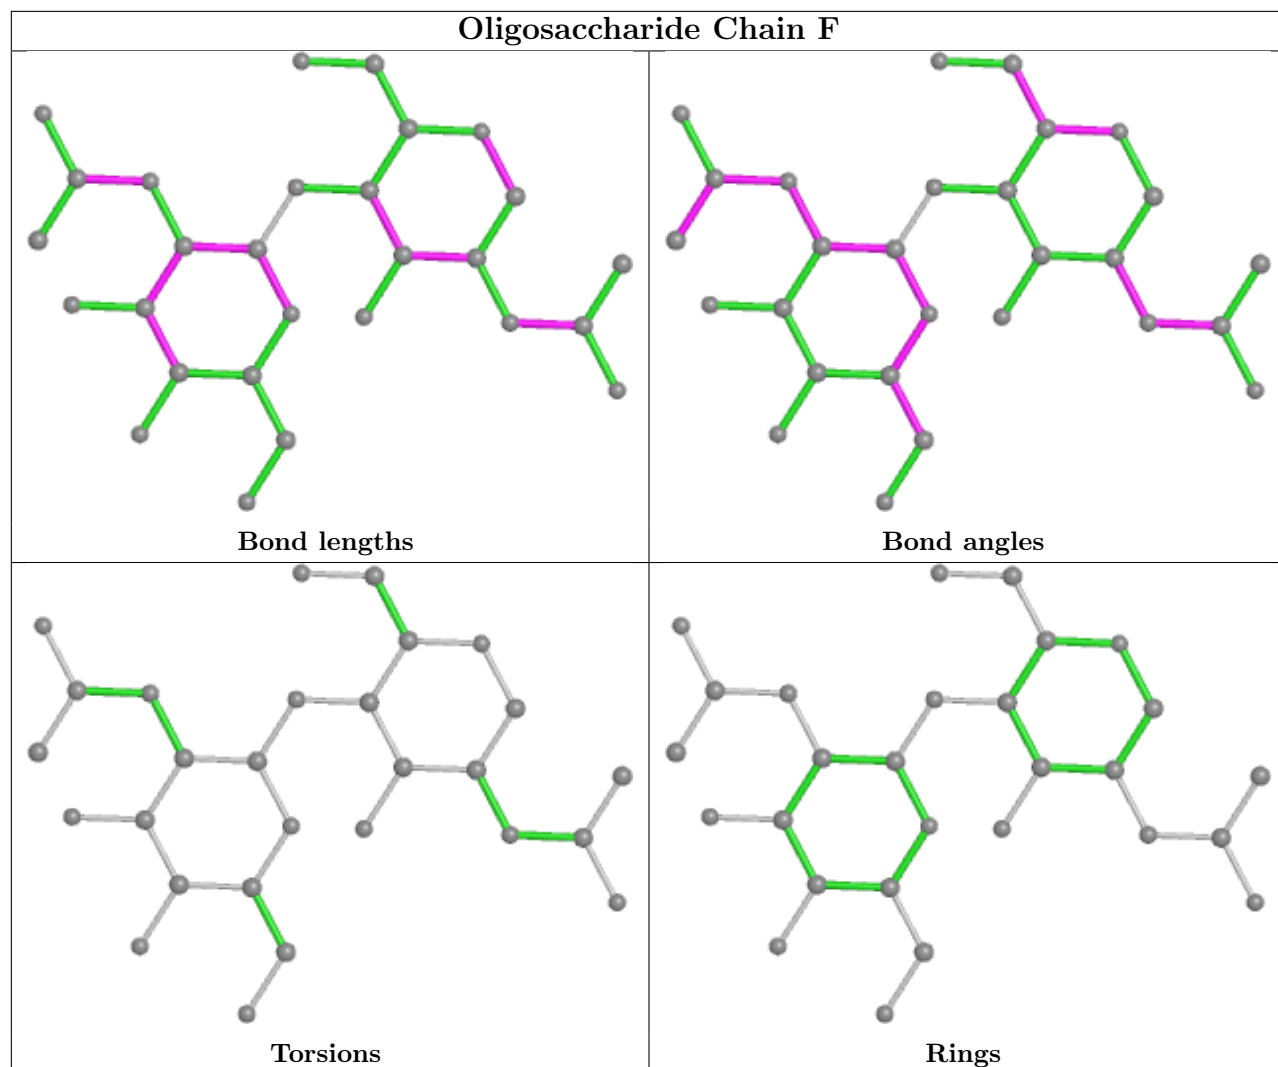 Oligosaccharide Chain F
Bond lengths
Bond angles
Torsions
Rings